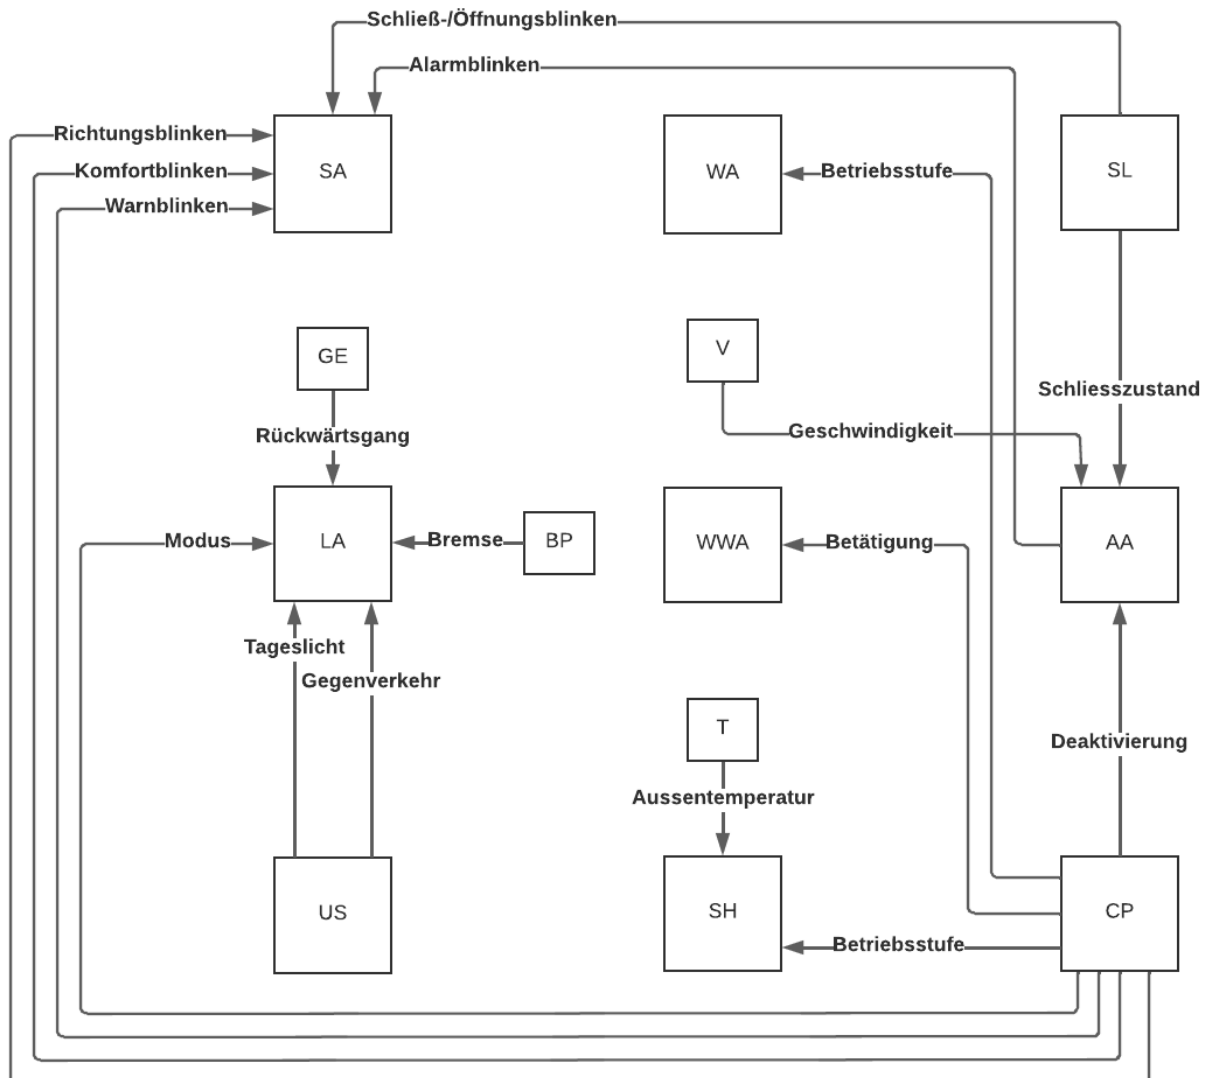 Schließ-/Öffnungsblinken
Alarmblinken
Richtungsblinken
Komfortblinken
Warnblinken
SA
WA
Betriebsstufe
SL
GE
V
Rückwärtsgang
Geschwindigkeit
Schliesszustand
Modus
LA
Bremse
BP
WWA
Betätigung
AA
Tageslicht
Gegenverkehr
T
Deaktivierung
Aussentemperatur
US
SH
CP
Betriebsstufe